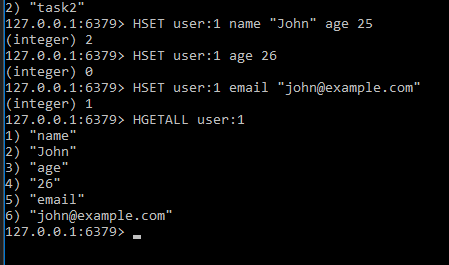 2) "task2"
127.0.0.1:6379> HSET user:1 name "John" age 25
(integer) 2
127.0.0.1:6379> HSET user:1 age 26
(integer) 0
127.0.0.1:6379> HSET user:1 email "john@example.com"
(integer) 1
127.0.0.1:6379> HGETALL user:1
1) "name"
2) "John"
3) "age"
4) "26"
5) "email"
6) "john@example.com"
127.0.0.1:6379>